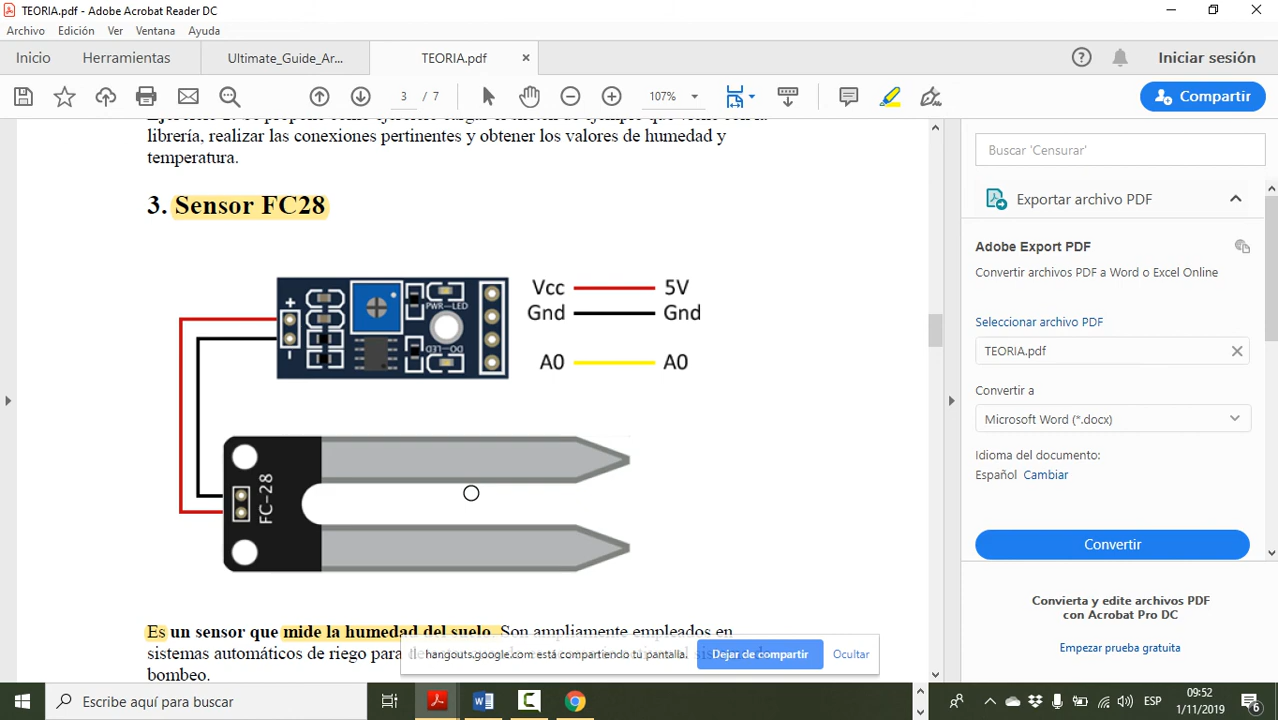 TEORIA.pdf - Adobe Acrobat Reader DC
Archivo Edición Ver Ventana Ayuda
Inicio Herramientas Ultimate_Guide_Ar... TEORIA.pdf × Iniciar sesión
3 / 7 107% Compartir
librería, realizar las conexiones pertinentes y obtener los valores de humedad y
temperatura.
3. Sensor FC28
+
-
PWR-LED
DO-LED
Vcc 5V
Gnd Gnd
A0 A0
FC-28
Es un sensor que mide la humedad del suelo. Son ampliamente empleados en
sistemas automáticos de riego para
bombeo.
hangouts.google.com está compartiendo tu pantalla. Dejar de compartir Ocultar
Buscar 'Censurar'
Exportar archivo PDF
Adobe Export PDF
Convertir archivos PDF a Word o Excel Online
Seleccionar archivo PDF
TEORIA.pdf
Convertir a
Microsoft Word (*.docx)
Idioma del documento:
Español Cambiar
Convertir
Convierta y edite archivos PDF
con Acrobat Pro DC
Empezar prueba gratuita
Escribe aquí para buscar
ESP
09:52
1/11/2019
6